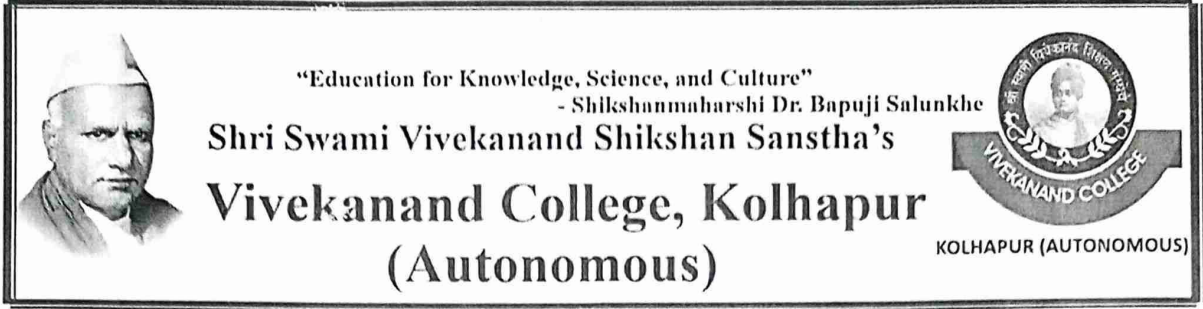 “Education for Knowledge, Science, and Culture”
- Shikshanmaharshi Dr. Bapuji Salunkhe
Shri Swami Vivekanand Shikshan Sanstha’s
Vivekanand College, Kolhapur
(Autonomous)
श्री स्वामी विवेकानंद शिक्षण संस्था
VIVEKANAND COLLEGE
KOLHAPUR (AUTONOMOUS)